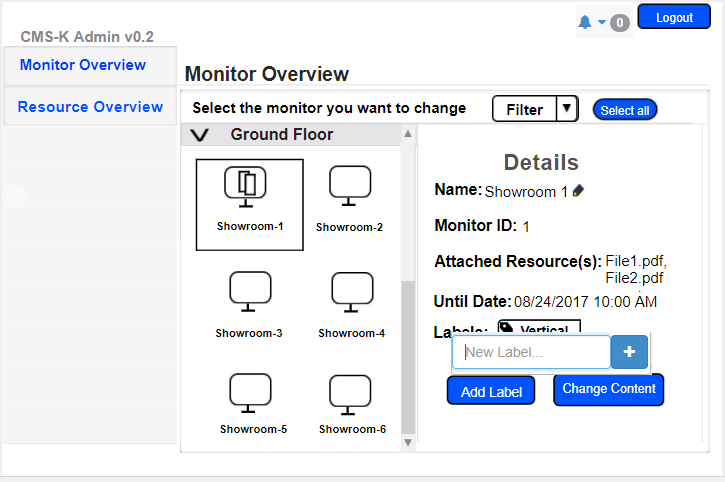 CMS-K Admin v0.2
0
Logout
Monitor Overview
Resource Overview
Monitor Overview
Select the monitor you want to change
Filter
Select all
Ground Floor
Showroom-1
Showroom-2
Showroom-3
Showroom-4
Showroom-5
Showroom-6
Details
Name: Showroom 1
Monitor ID: 1
Attached Resource(s): File1.pdf,
File2.pdf
Until Date: 08/24/2017 10:00 AM
Labels: Vertical
New Label...
Add Label
Change Content